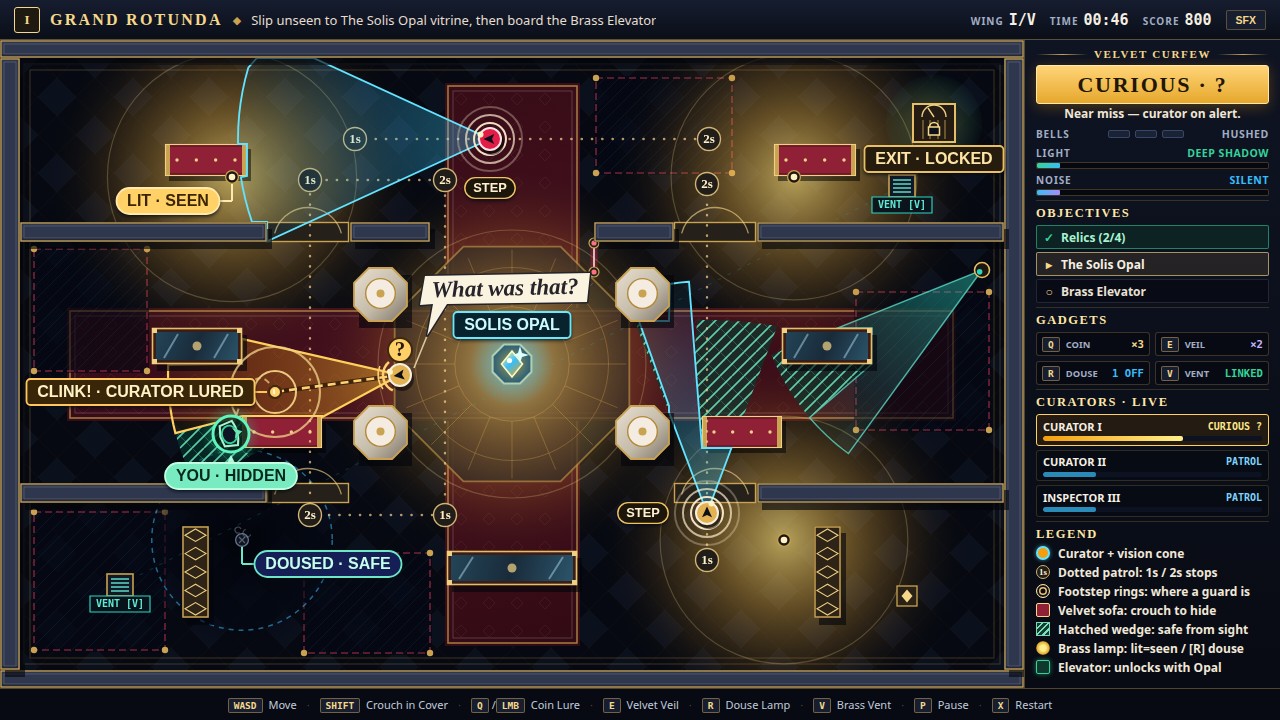 I GRAND ROTUNDA ◆ Slip unseen to The Solis Opal vitrine, then board the Brass Elevator WING I/V TIME 00:46 SCORE 800 SFX
1s
2s
1s
2s
STEP
2s
LIT · SEEN
EXIT · LOCKED
VENT [V]
What was that?
SOLIS OPAL
?
CLINK! · CURATOR LURED
YOU · HIDDEN
STEP
2s
1s
1s
DOUSED · SAFE
VENT [V]
VELVET CURFEW
CURIOUS · ?
Near miss — curator on alert.
BELLS HUSHED
LIGHT DEEP SHADOW
NOISE SILENT
OBJECTIVES
✓ Relics (2/4)
▸ The Solis Opal
○ Brass Elevator
GADGETS
Q COIN ×3 E VEIL ×2
R DOUSE 1 OFF V VENT LINKED
CURATORS · LIVE
CURATOR I CURIOUS ?
CURATOR II PATROL
INSPECTOR III PATROL
LEGEND
Curator + vision cone
1s Dotted patrol: 1s / 2s stops
Footstep rings: where a guard is
Velvet sofa: crouch to hide
Hatched wedge: safe from sight
Brass lamp: lit=seen / [R] douse
Elevator: unlocks with Opal
WASD Move · SHIFT Crouch in Cover · Q / LMB Coin Lure · E Velvet Veil · R Douse Lamp · V Brass Vent · P Pause · X Restart